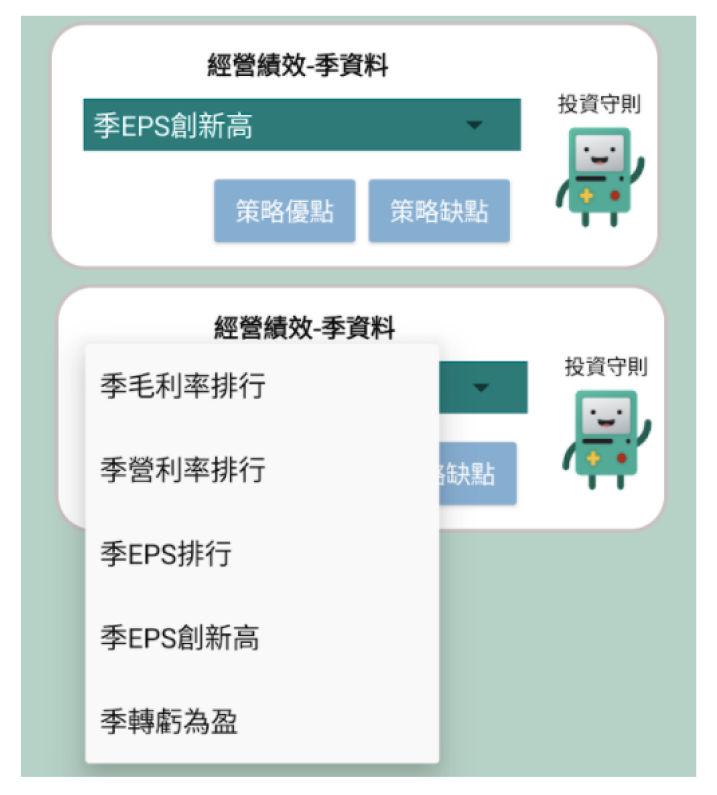 經營績效-季資料
投資守則
季EPS創新高
策略優點
策略缺點
經營績效-季資料
投資守則
季毛利率排行
季營利率排行
缺點
季EPS排行
季EPS創新高
季轉虧為盈